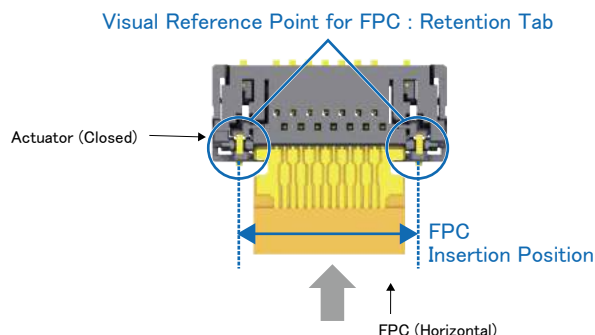 Visual Reference Point for FPC : Retention Tab
Actuator (Closed)
FPC
Insertion Position
FPC (Horizontal)